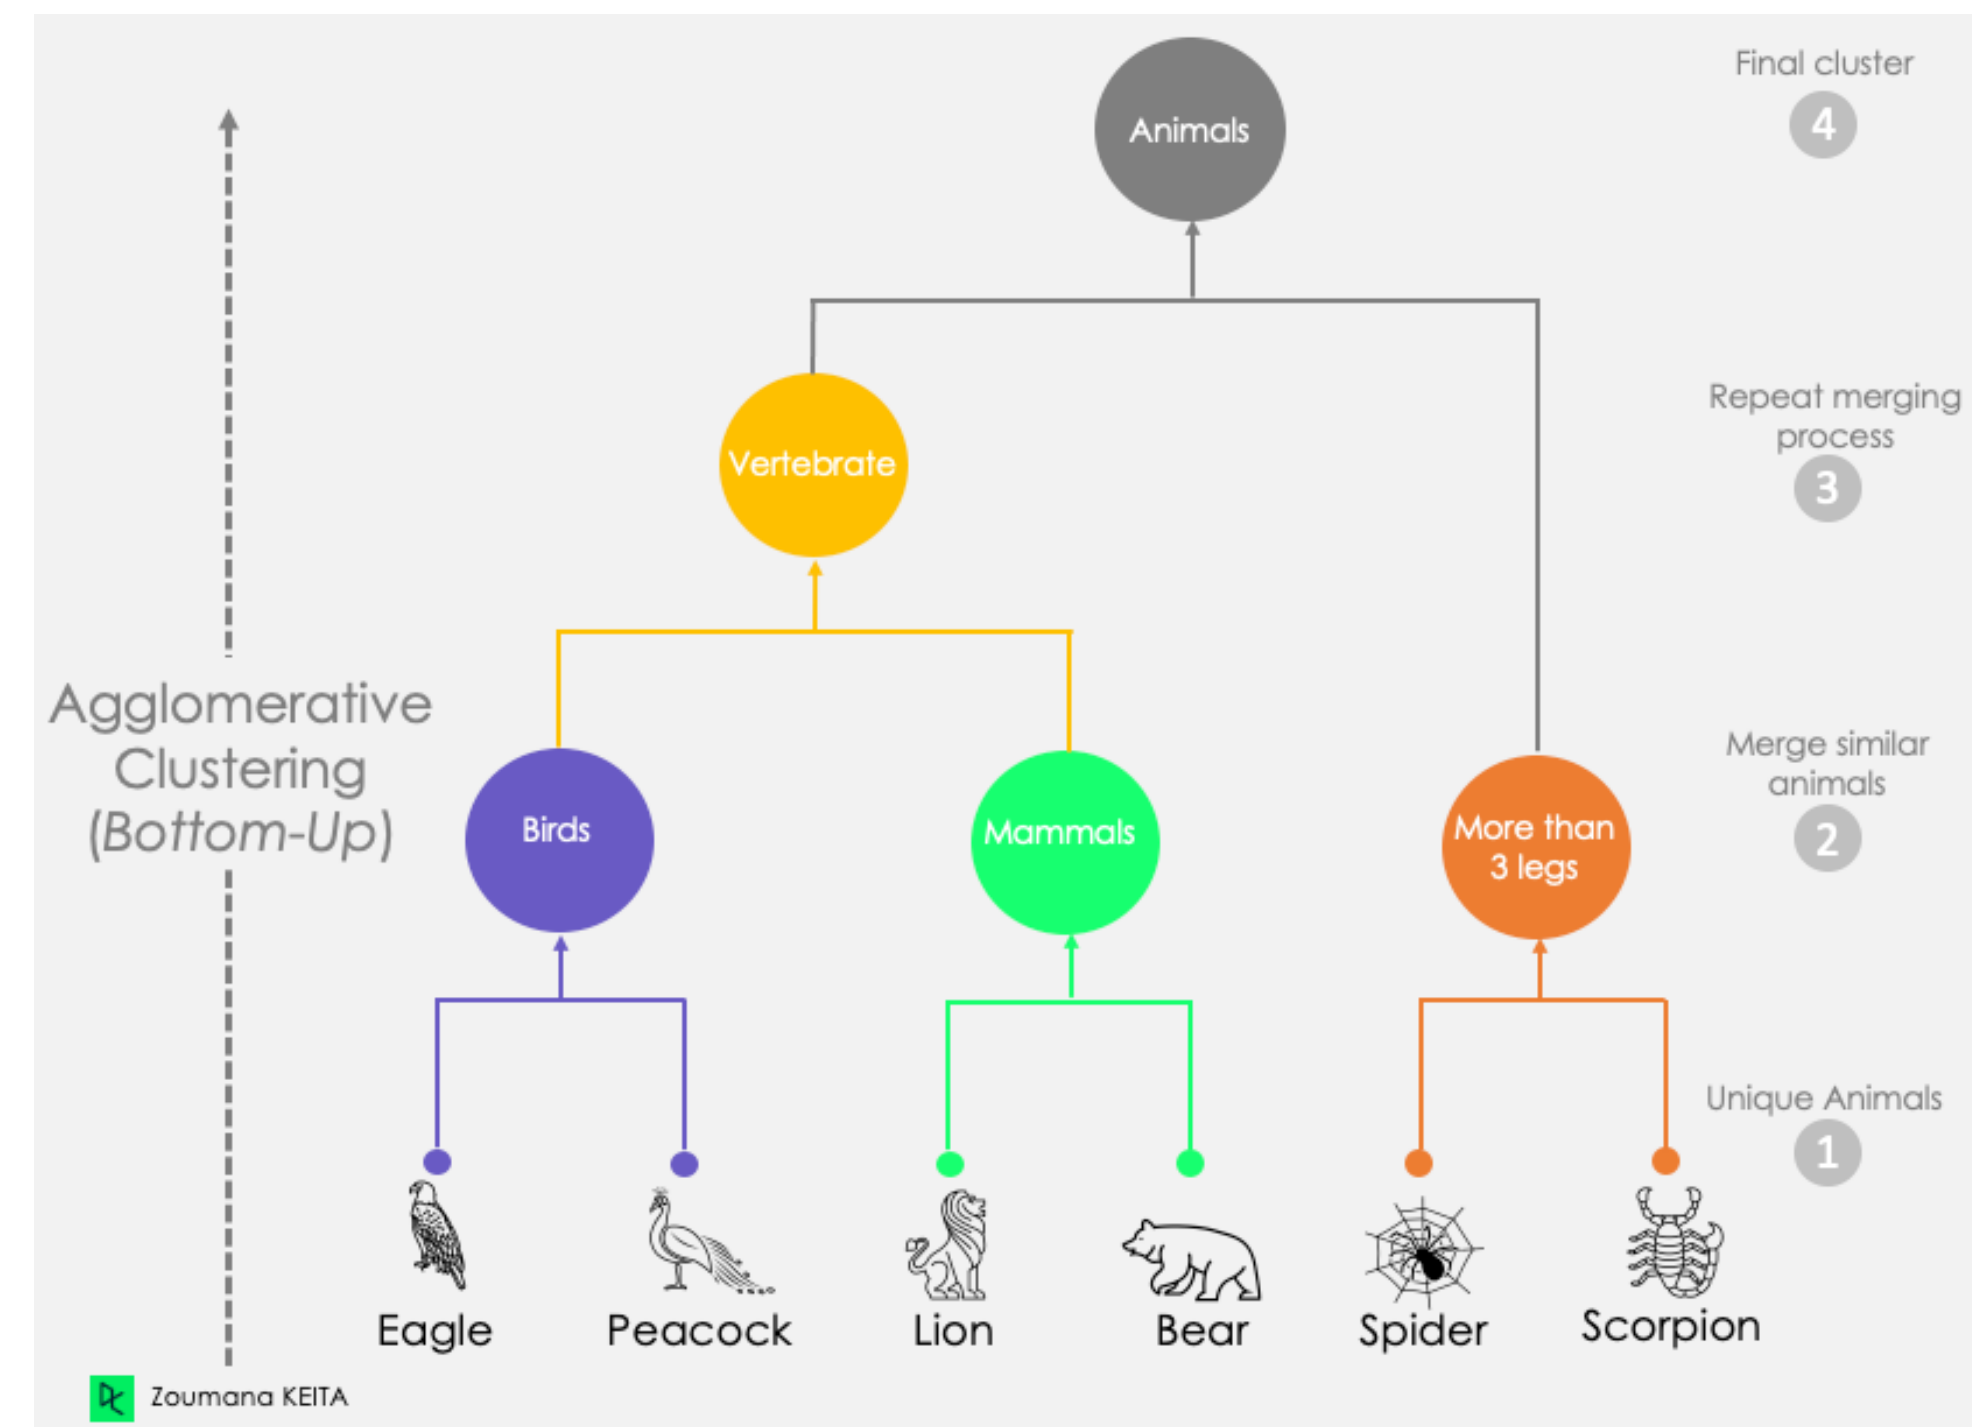 Final cluster
4
Animals
Repeat merging
process
3
Vertebrate
Agglomerative
Clustering
(Bottom-Up)
Merge similar
animals
2
Birds
Mammals
More than
3 legs
Unique Animals
1
Eagle
Peacock
Lion
Bear
Spider
Scorpion
Zoumana KEITA